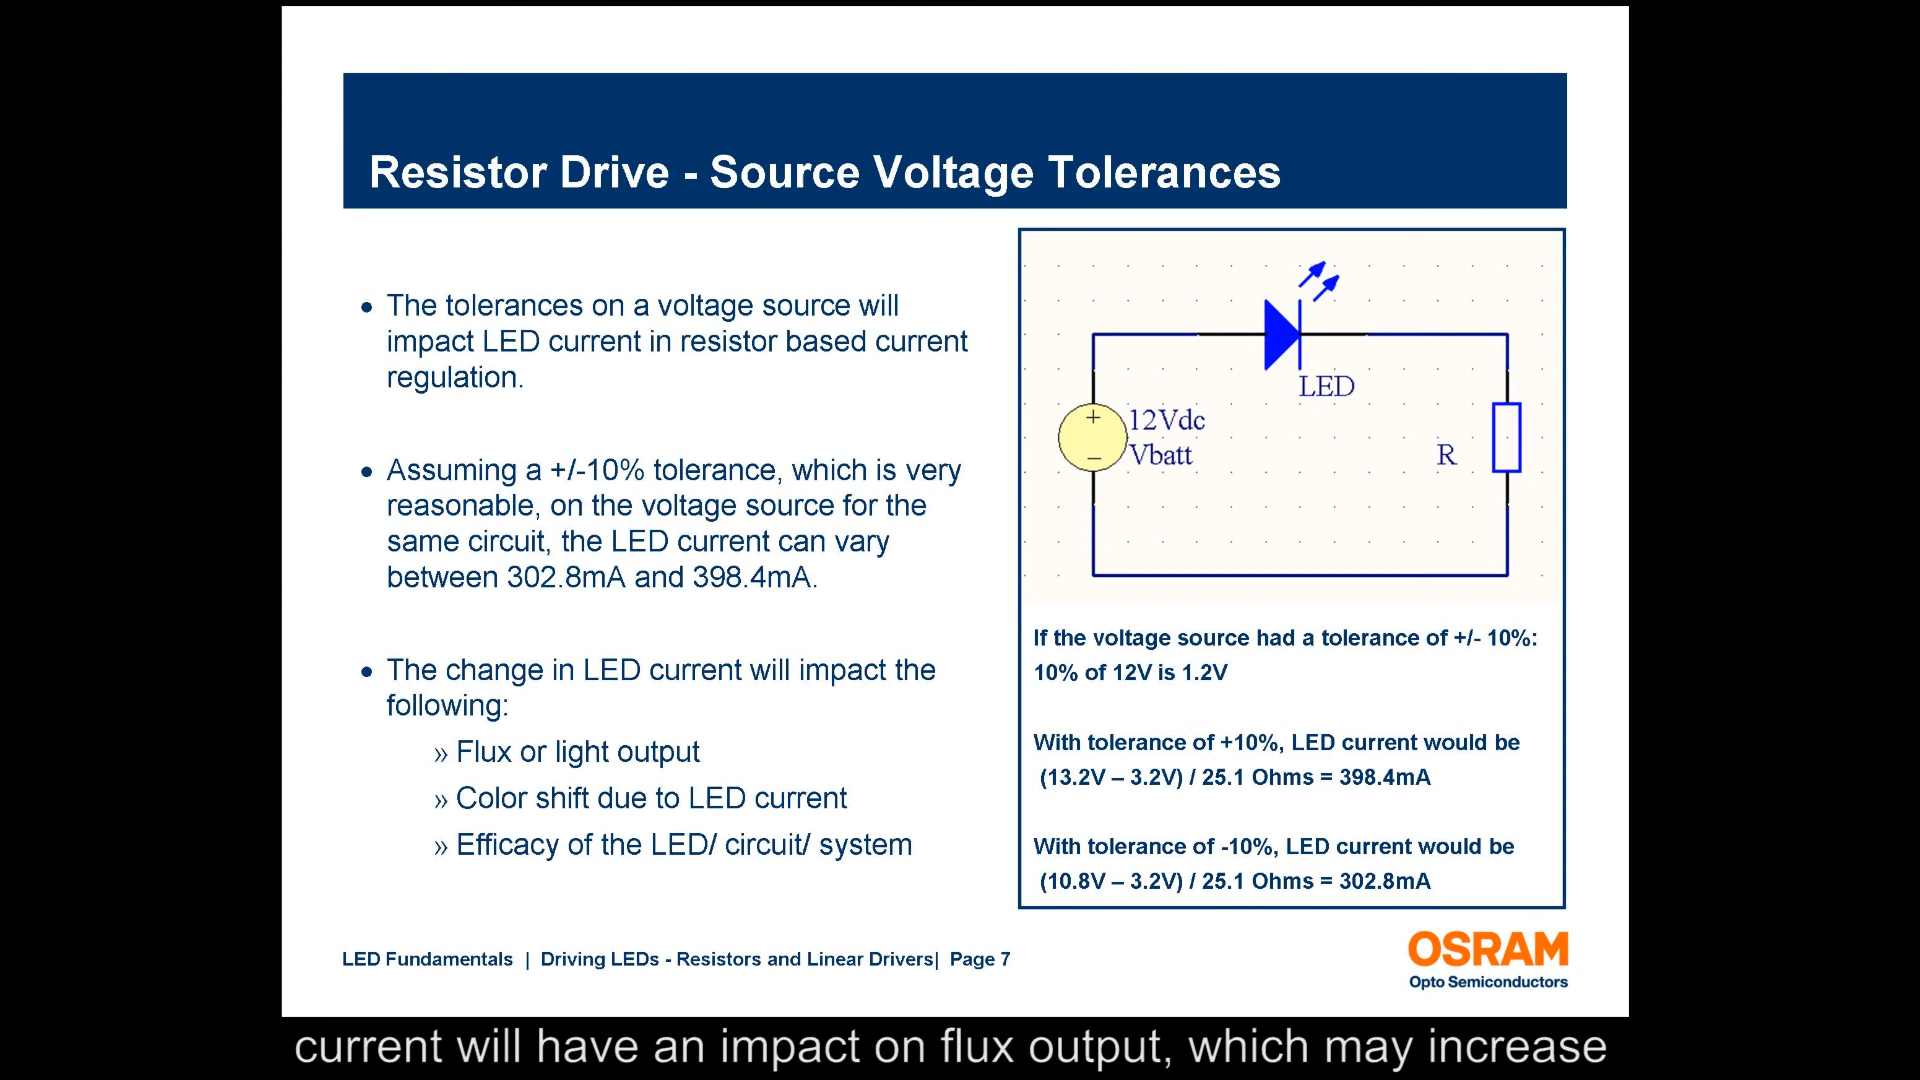 Resistor Drive - Source Voltage Tolerances
• The tolerances on a voltage source will
impact LED current in resistor based current
regulation.
• Assuming a +/-10% tolerance, which is very
reasonable, on the voltage source for the
same circuit, the LED current can vary
between 302.8mA and 398.4mA.
• The change in LED current will impact the
following:
» Flux or light output
» Color shift due to LED current
» Efficacy of the LED/ circuit/ system
LED
+
12Vdc
−
Vbatt
R
If the voltage source had a tolerance of +/- 10%:
10% of 12V is 1.2V
With tolerance of +10%, LED current would be
(13.2V – 3.2V) / 25.1 Ohms = 398.4mA
With tolerance of -10%, LED current would be
(10.8V – 3.2V) / 25.1 Ohms = 302.8mA
LED Fundamentals | Driving LEDs - Resistors and Linear Drivers| Page 7
OSRAM
Opto Semiconductors
current will have an impact on flux output, which may increase